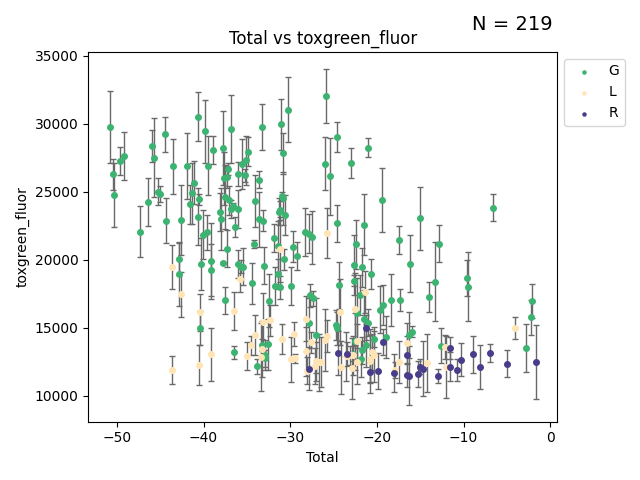 N = 219
Total vs toxgreen_fluor
35000
30000
25000
20000
15000
10000
toxgreen_fluor
−50
−40
−30
−20
−10
0
Total
G
L
R